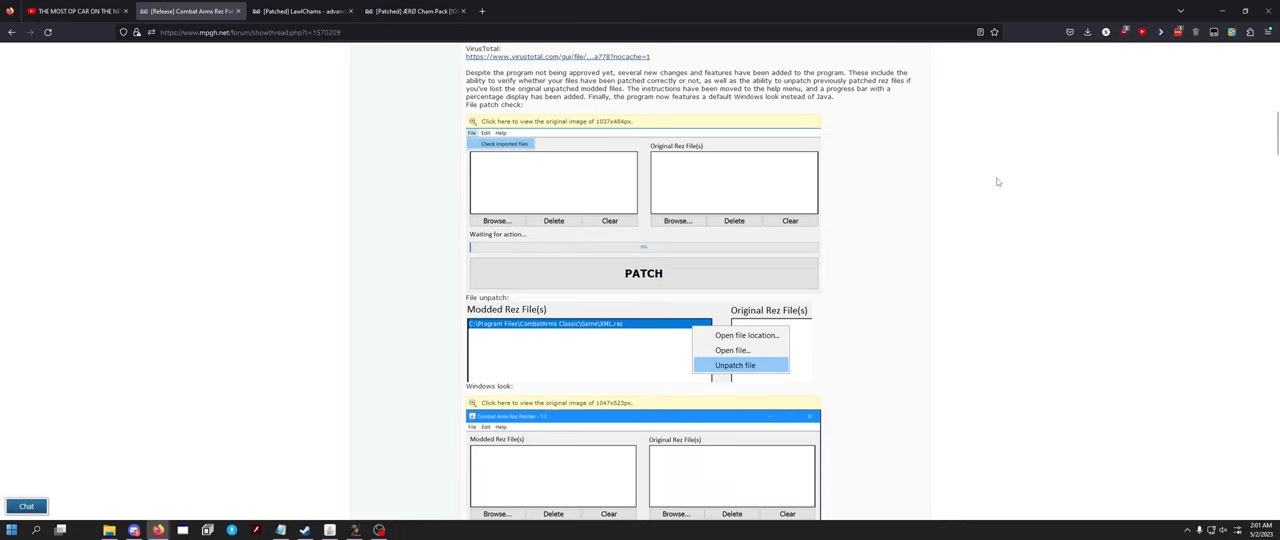 THE MOST OP CAR ON THE NE
[Release] Combat Arms Rez Pat
[Patched] LawlChams - advanc
[Patched] ÆRØ Cham Pack [!O!
https://www.mpgh.net/forum/showthread.php?t=1570209
VirusTotal:
https://www.virustotal.com/gui/file/...a778?nocache=1
Despite the program not being approved yet, several new changes and features have been added to the program. These include the
ability to verify whether your files have been patched correctly or not, as well as the ability to unpatch previously patched rez files if
you've lost the original unpatched modded files. The instructions have been moved to the help menu, and a progress bar with a
percentage display has been added. Finally, the program now features a default Windows look instead of Java.
File patch check:
Click here to view the original image of 1037x484px.
File Edit Help
Check imported files
Original Rez File(s)
Browse... Delete Clear
Browse... Delete Clear
Waiting for action...
0%
PATCH
File unpatch:
Modded Rez File(s)
Original Rez File(s)
C:\Program Files\CombatArms Classic\Game\XML.rez
Open file location...
Open file...
Unpatch file
Windows look:
Click here to view the original image of 1047x523px.
Combat Arms Rez Patcher - 1.3
File Edit Help
Modded Rez File(s)
Original Rez File(s)
Browse... Delete Clear
Browse... Delete Clear
Chat
2:01 AM
5/2/2023